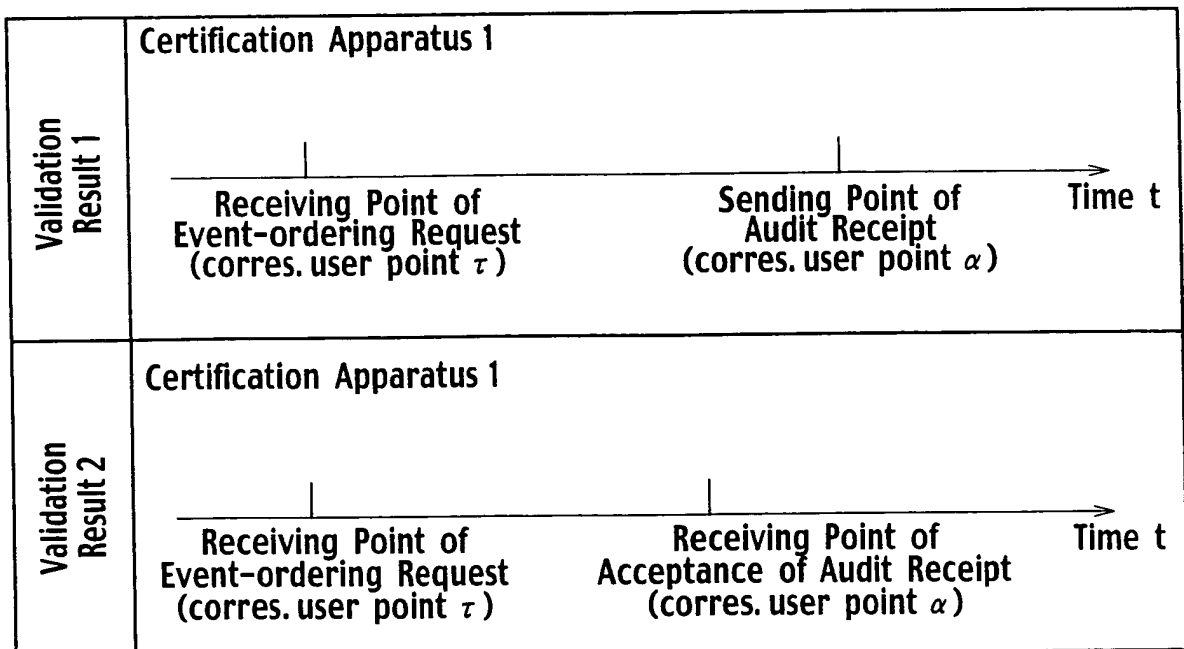 Validation
Result 1
Certification Apparatus 1
Receiving Point of
Event-ordering Request
(corres. user point τ)
Sending Point of
Audit Receipt
(corres. user point α)
Time t
Validation
Result 2
Certification Apparatus 1
Receiving Point of
Event-ordering Request
(corres. user point τ)
Receiving Point of
Acceptance of Audit Receipt
(corres. user point α)
Time t